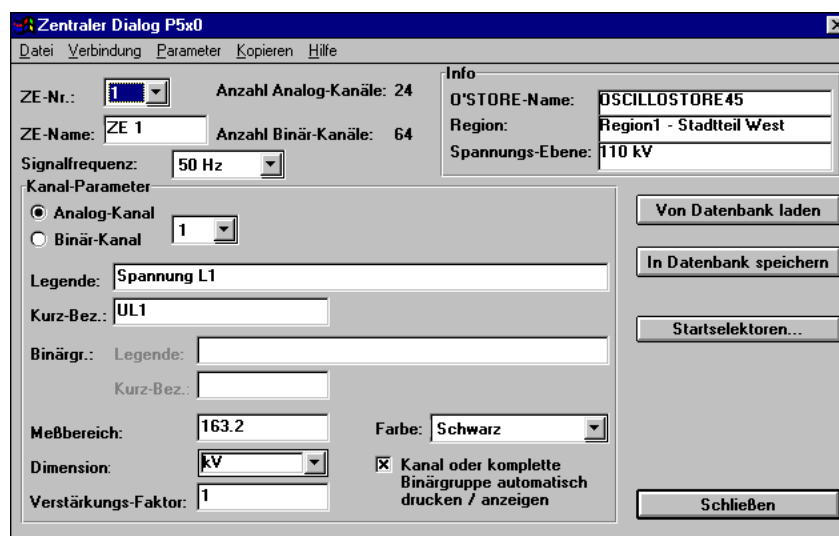 Zentraler Dialog P5x0
Datei Verbindung Parameter Kopieren Hilfe
ZE-Nr.: 1
Anzahl Analog-Kanäle: 24
ZE-Name: ZE 1
Anzahl Binär-Kanäle: 64
Signalfrequenz: 50 Hz
Info
O'STORE-Name: OSCILLOSTORE45
Region: Region1 - Stadtteil West
Spannungs-Ebene: 110 kV
Kanal-Parameter
Analog-Kanal
Binär-Kanal
1
Legende: Spannung L1
Kurz-Bez.: UL1
Binärgr.: Legende:
Kurz-Bez.:
Meßbereich: 163.2
Farbe: Schwarz
Dimension: kV
Kanal oder komplette
Binärgruppe automatisch
drucken / anzeigen
Verstärkungs-Faktor: 1
Von Datenbank laden
In Datenbank speichern
Startselektoren...
Schließen